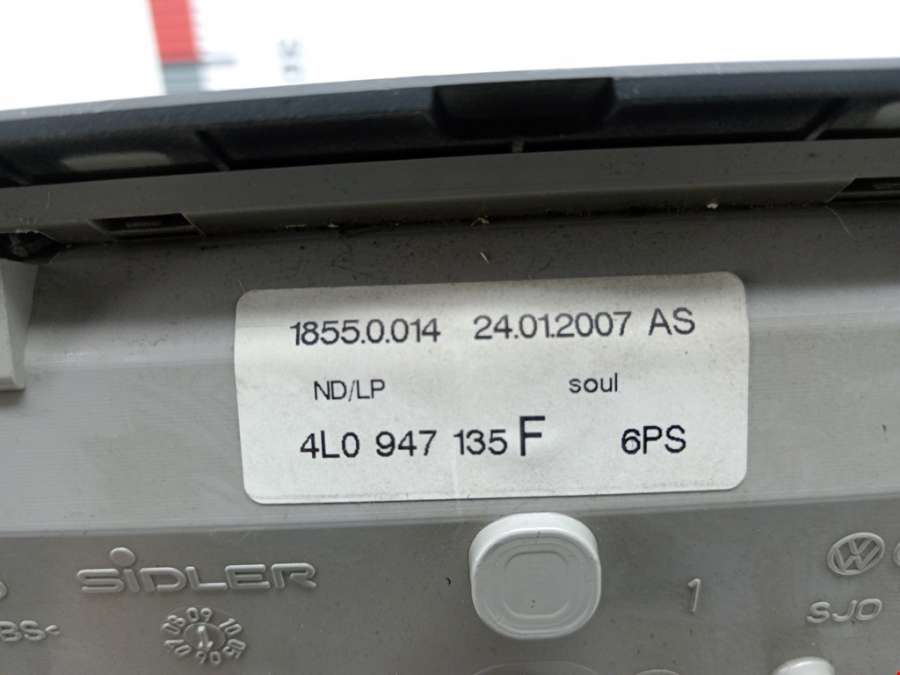 1855.0.014 24.01.2007 AS
ND/LP soul
4L0 947 135 F 6PS
SiDLER
1
SJO